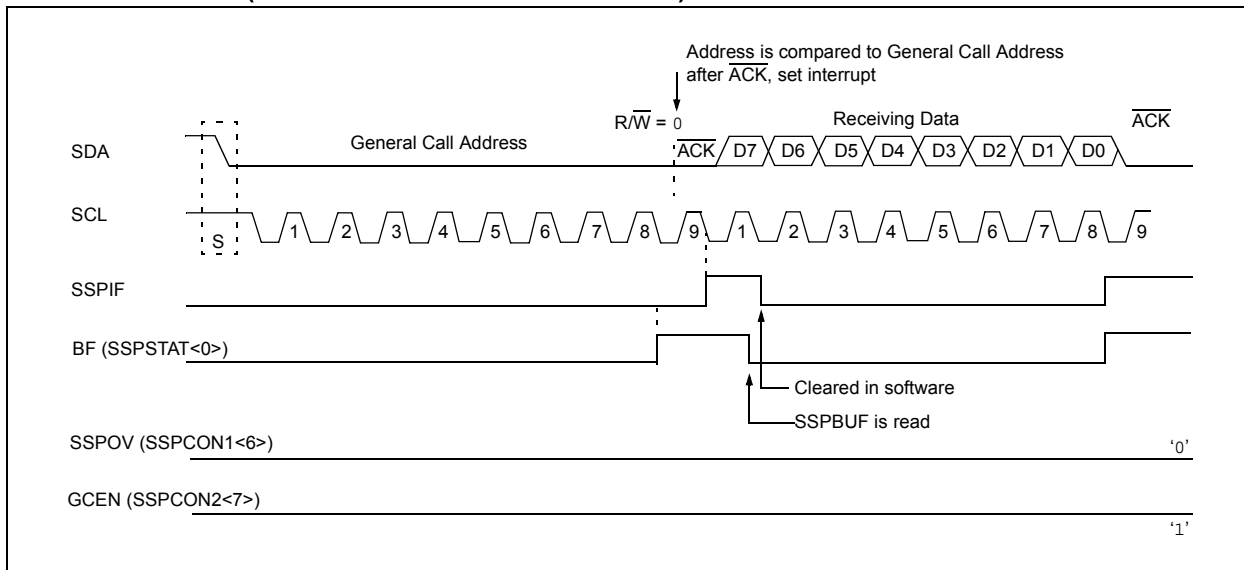 Address is compared to General Call Address
after ACK, set interrupt
R/W = 0
Receiving Data
ACK
SDA
General Call Address
ACK D7 D6 D5 D4 D3 D2 D1 D0
SCL
S
1 2 3 4 5 6 7 8 9 1 2 3 4 5 6 7 8 9
SSPIF
BF (SSPSTAT<0>)
Cleared in software
SSPBUF is read
SSPOV (SSPCON1<6>)
‘0’
GCEN (SSPCON2<7>)
‘1’